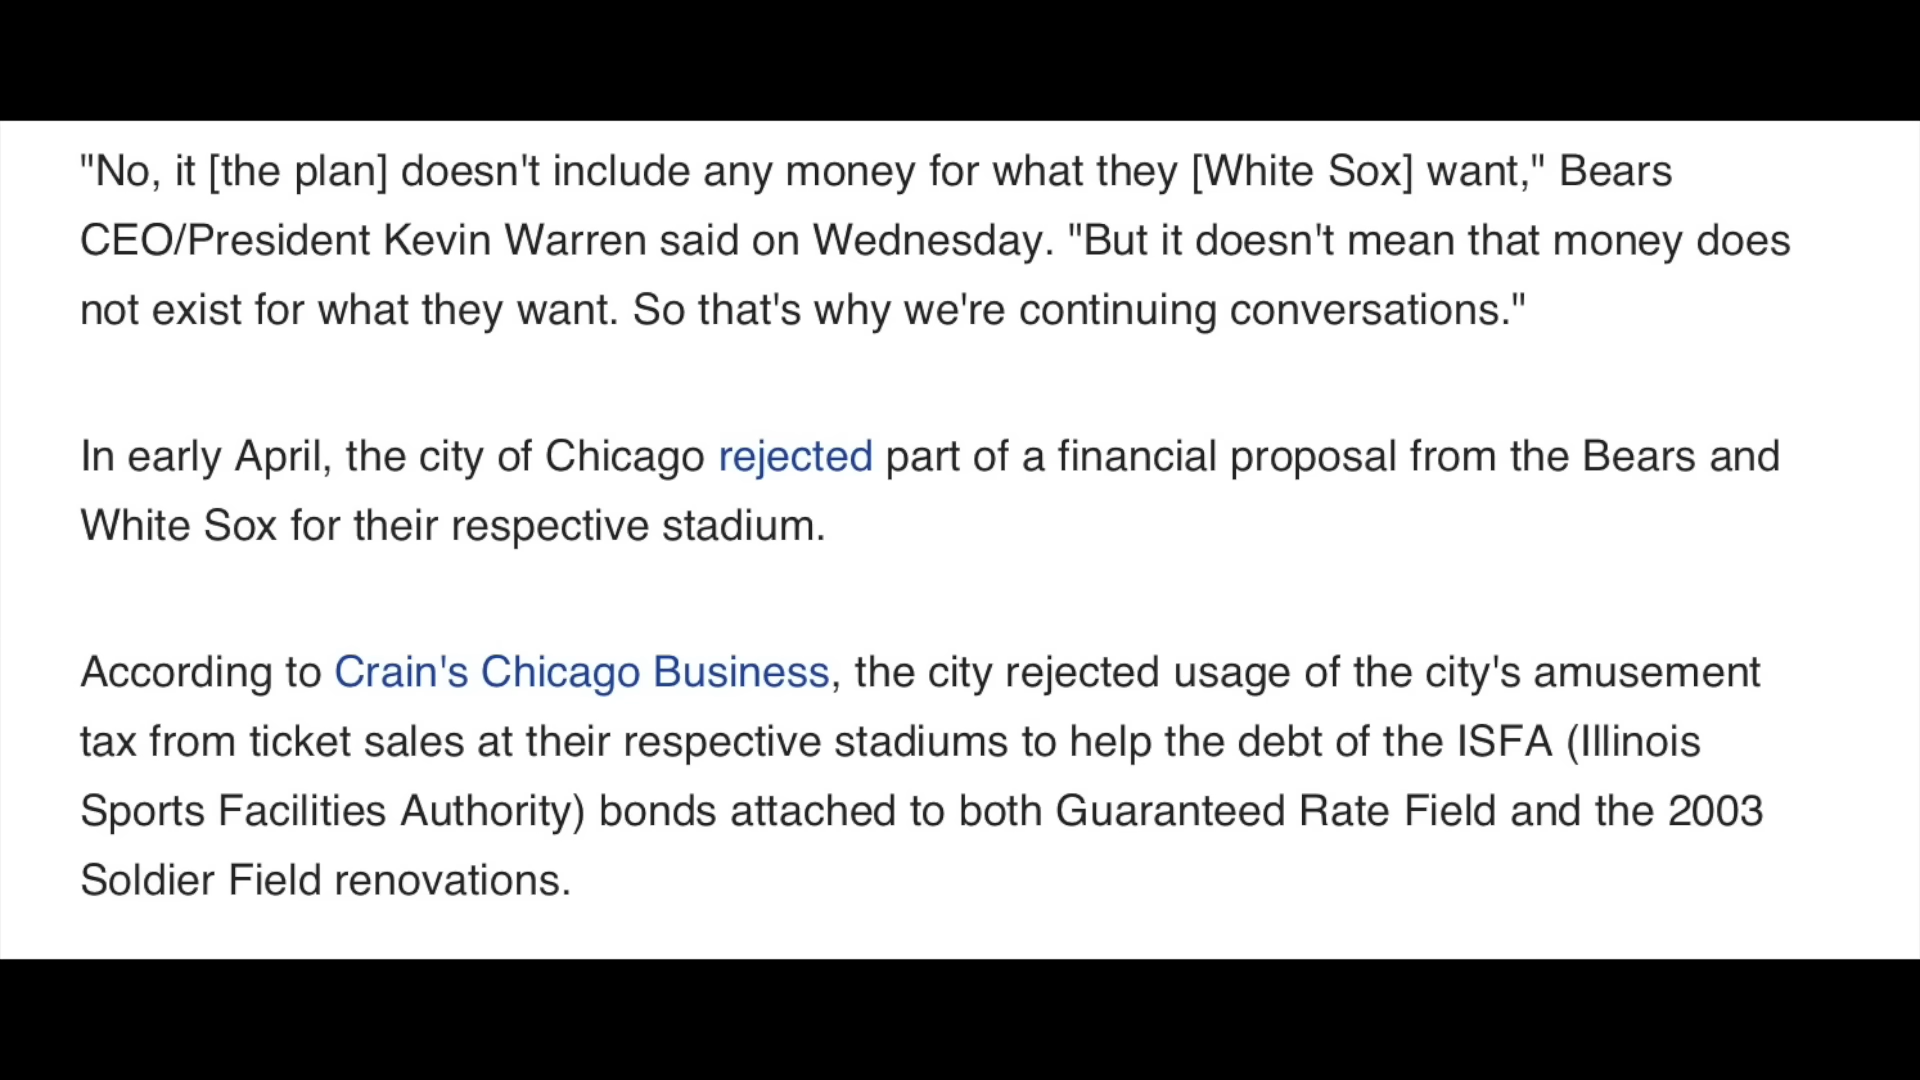 "No, it [the plan] doesn't include any money for what they [White Sox] want," Bears
CEO/President Kevin Warren said on Wednesday. "But it doesn't mean that money does
not exist for what they want. So that's why we're continuing conversations."
In early April, the city of Chicago rejected part of a financial proposal from the Bears and
White Sox for their respective stadium.
According to Crain's Chicago Business, the city rejected usage of the city's amusement
tax from ticket sales at their respective stadiums to help the debt of the ISFA (Illinois
Sports Facilities Authority) bonds attached to both Guaranteed Rate Field and the 2003
Soldier Field renovations.